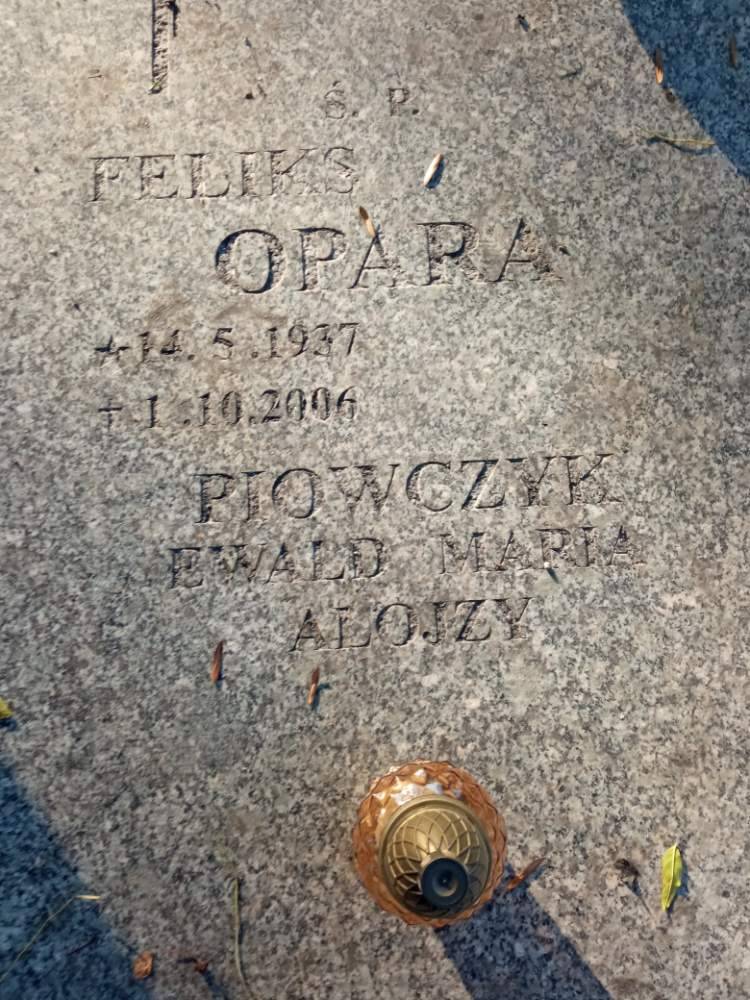 Ś. P.
FELIKS
OPARA
★ 14.5.1937
† 1.10.2006
PIOWCZYK
EWALD MARIA
ALOJZY